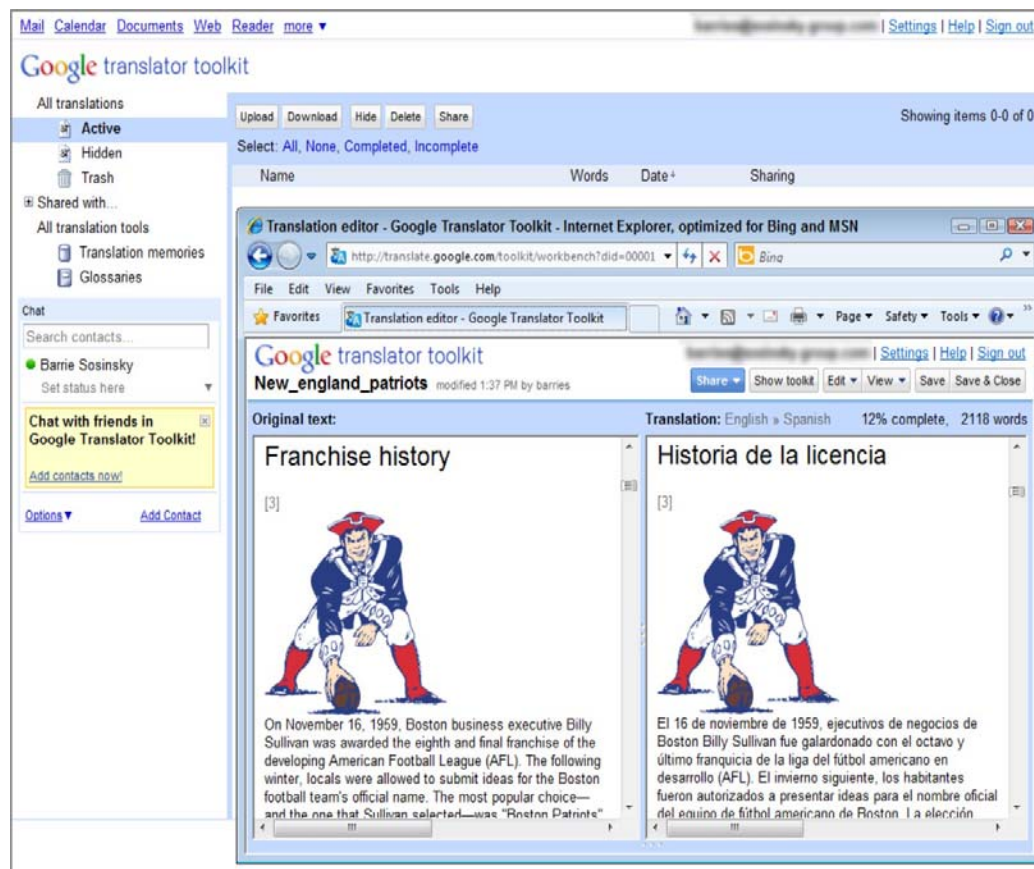 Mail Calendar Documents Web Reader more ▼
| Settings | Help | Sign out
Google translator toolkit
All translations
Active
Hidden
Trash
Shared with...
All translation tools
Translation memories
Glossaries
Chat
Search contacts...
Barrie Sosinsky
Set status here
Chat with friends in
Google Translator Toolkit!
Add contacts now!
Options ▼ Add Contact
Upload Download Hide Delete Share
Showing items 0-0 of 0
Select: All, None, Completed, Incomplete
Name Words Date Sharing
Translation editor - Google Translator Toolkit - Internet Explorer, optimized for Bing and MSN
http://translate.google.com/toolkit/workbench?did=00001 Bing
File Edit View Favorites Tools Help
Favorites Translation editor - Google Translator Toolkit Page ▼ Safety ▼ Tools ▼
Google translator toolkit
| Settings | Help | Sign out
New_england_patriots modified 1:37 PM by barries
Share ▼ Show toolkit Edit ▼ View ▼ Save Save & Close
Original text:
Franchise history
[3]
On November 16, 1959, Boston business executive Billy
Sullivan was awarded the eighth and final franchise of the
developing American Football League (AFL). The following
winter, locals were allowed to submit ideas for the Boston
football team's official name. The most popular choice—
and the one that Sullivan selected—was "Boston Patriots"
Translation: English » Spanish 12% complete, 2118 words
Historia de la licencia
[3]
El 16 de noviembre de 1959, ejecutivos de negocios de
Boston Billy Sullivan fue galardonado con el octavo y
último franquicia de la liga del fútbol americano en
desarrollo (AFL). El invierno siguiente, los habitantes
fueron autorizados a presentar ideas para el nombre oficial
del equipo de fútbol americano de Boston. La elección